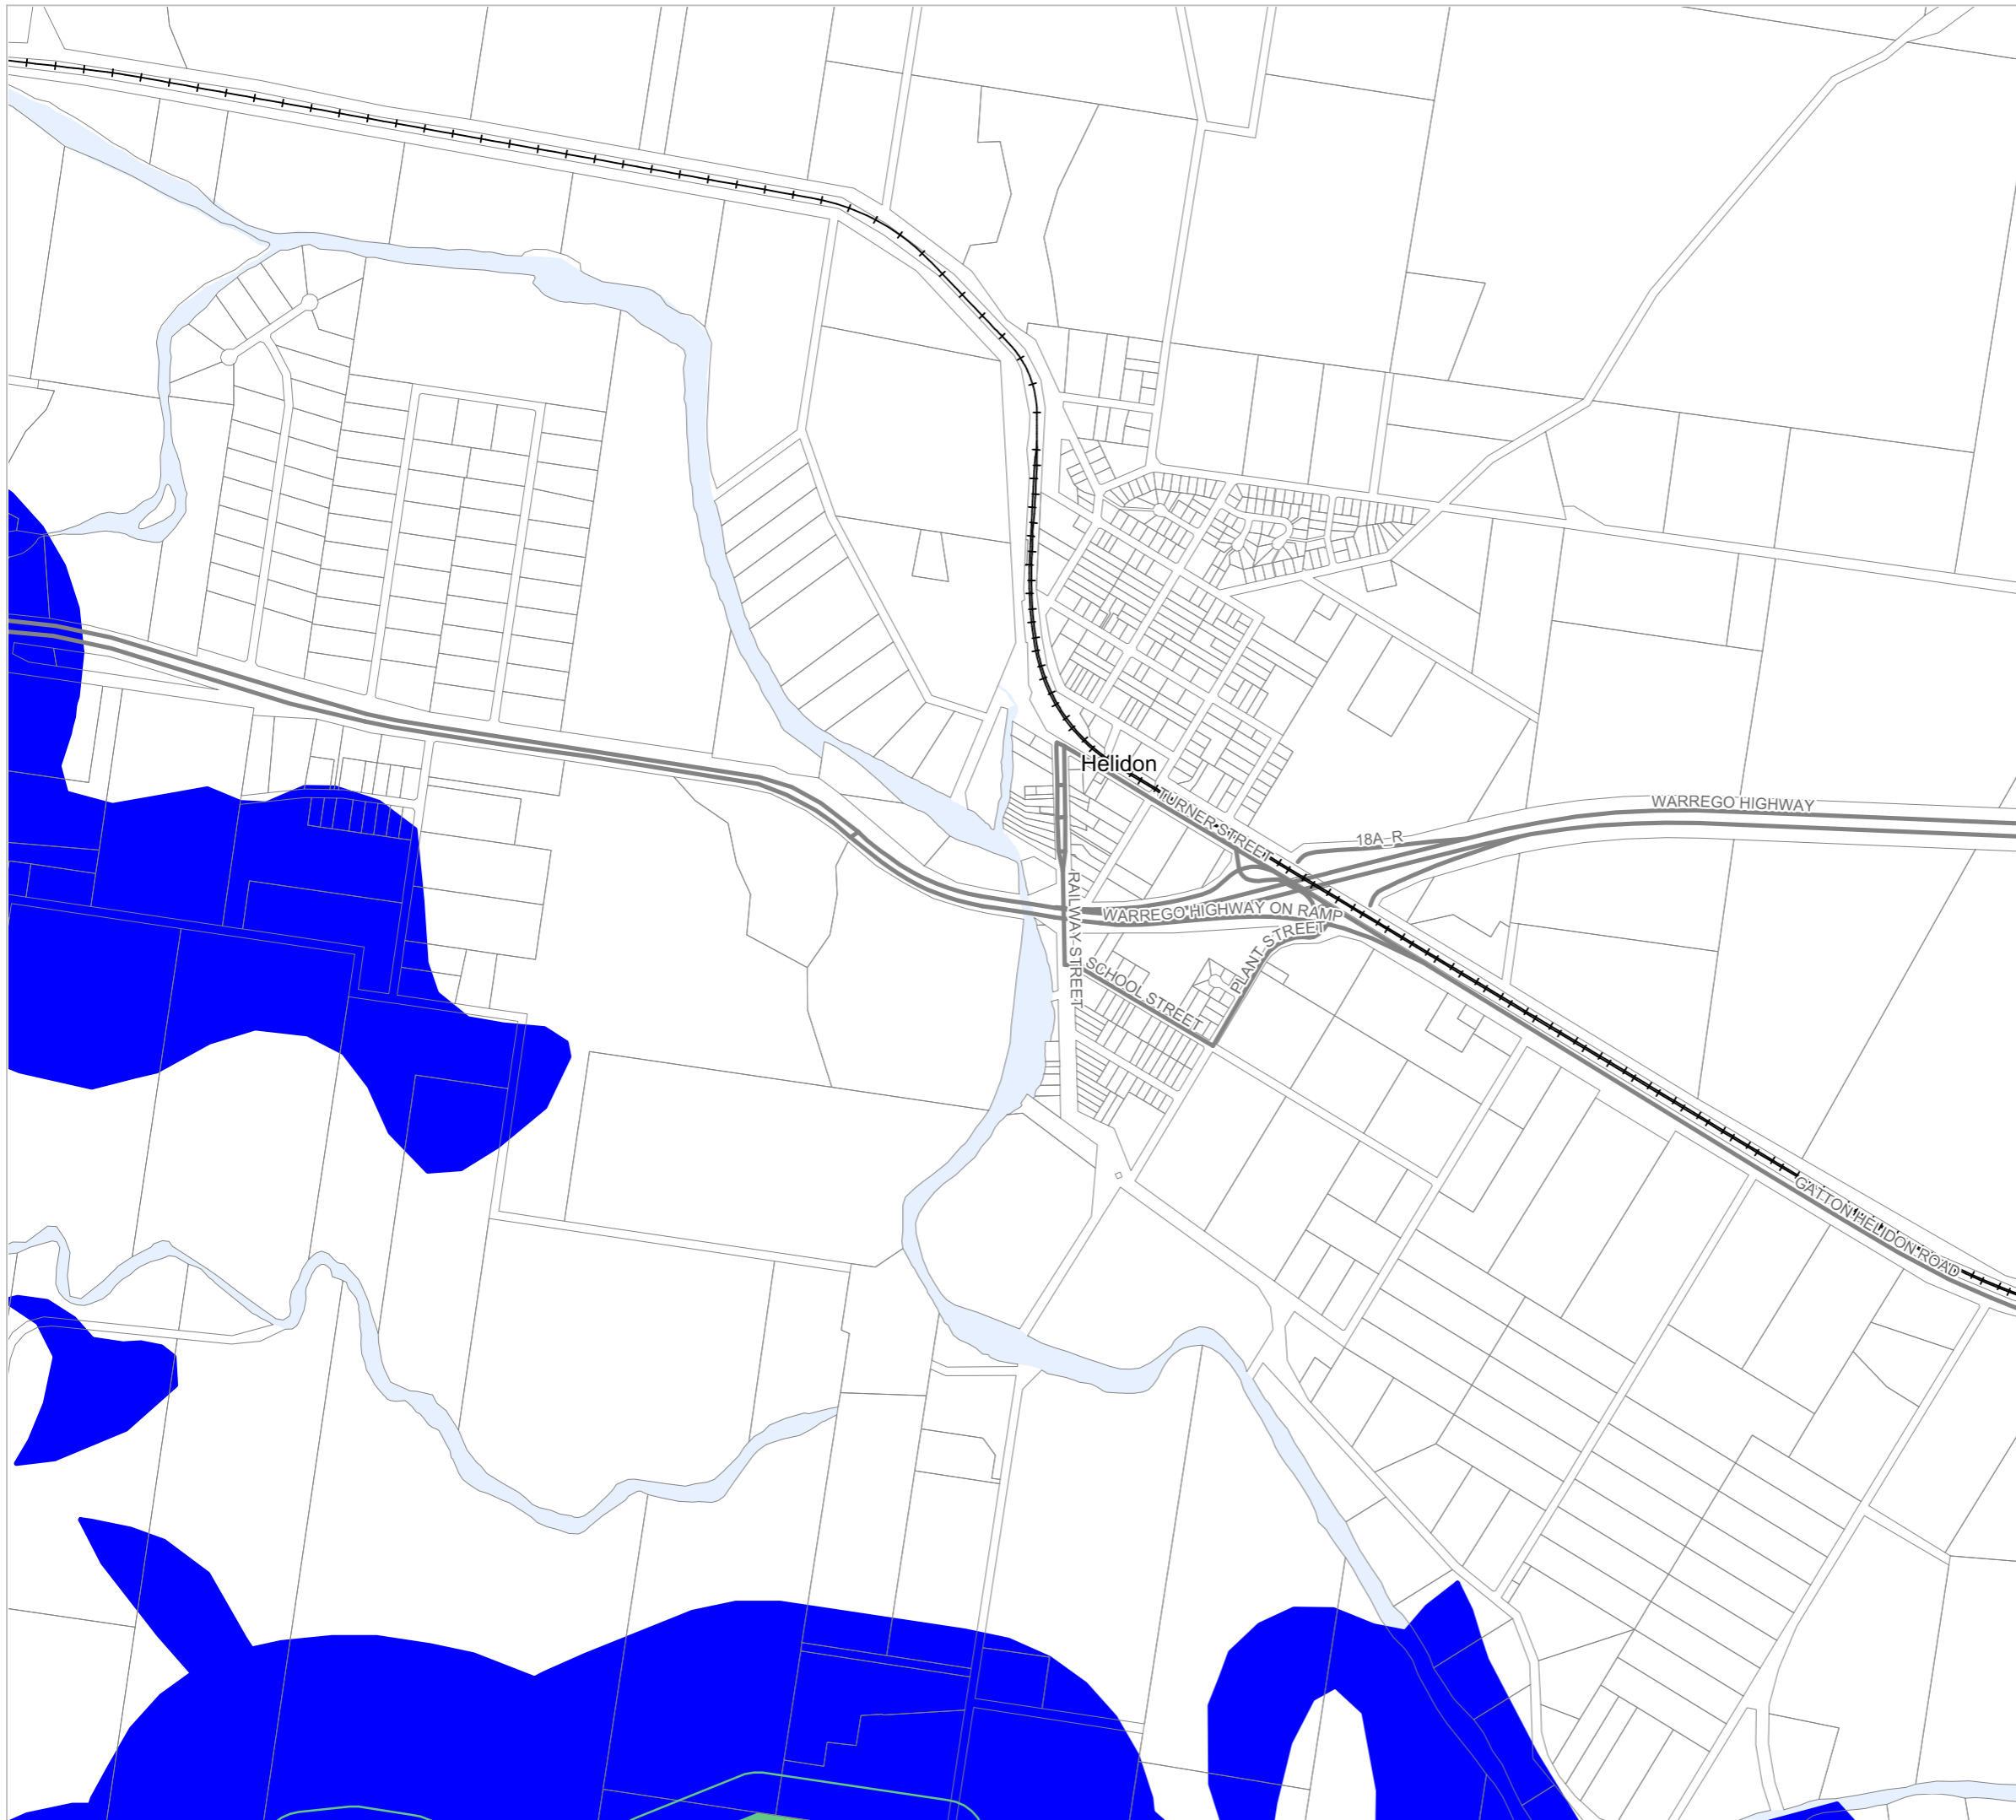 Helidon
TURNER STREET
WARREGO HIGHWAY
18A_R
RAILWAY STREET
WARREGO HIGHWAY ON RAMP
PLANT STREET
SCHOOL STREET
GATTON HELIDON ROAD